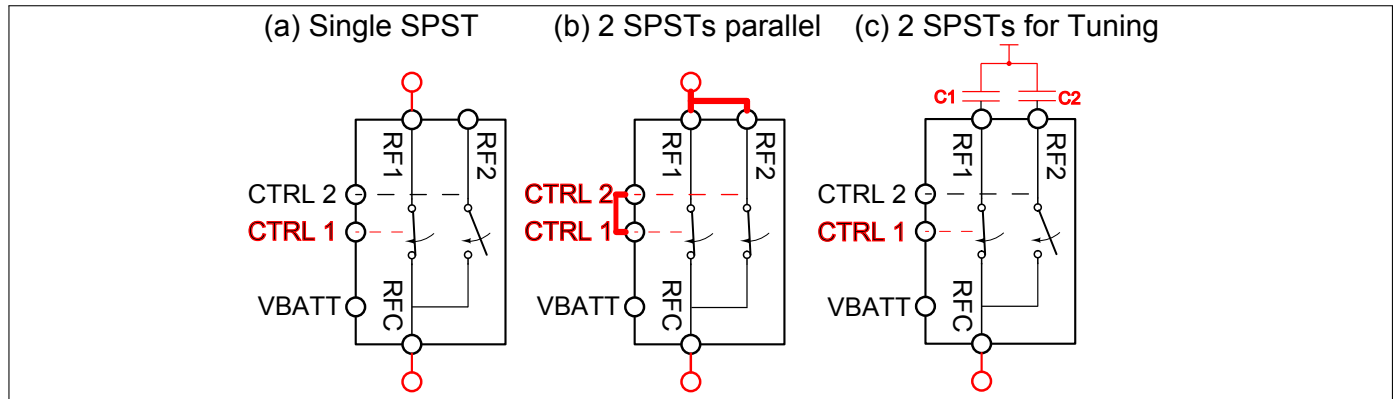 (a) Single SPST
(b) 2 SPSTs parallel
(c) 2 SPSTs for Tuning
RF1
RF2
CTRL 2
CTRL 1
VBATT
RFC
RF1
RF2
CTRL 2
CTRL 1
VBATT
RFC
C1
C2
RF1
RF2
CTRL 2
CTRL 1
VBATT
RFC